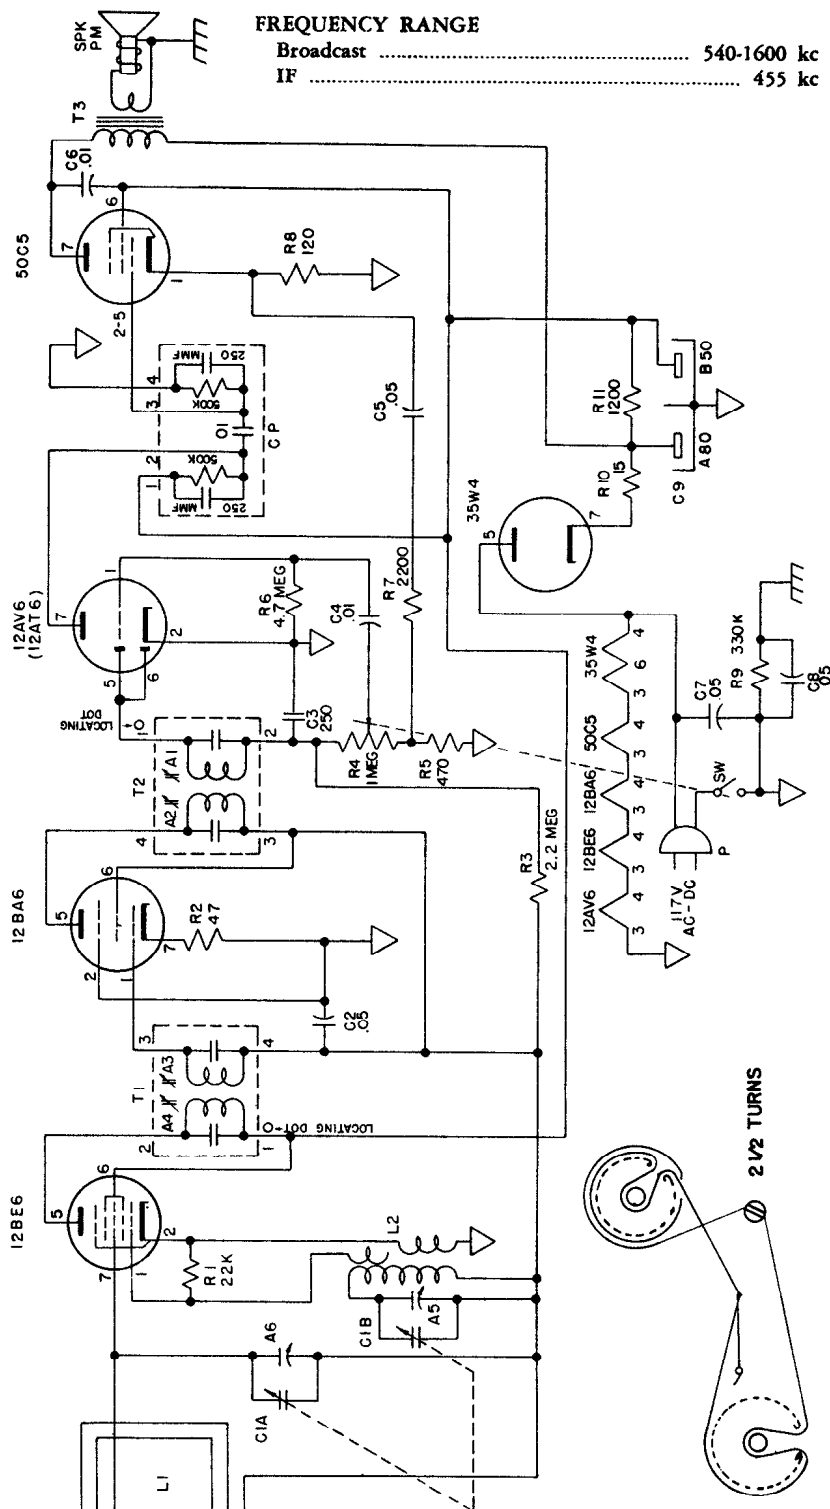 FREQUENCY RANGE
Broadcast ........................................ 540-1600 kc
IF ........................................ 455 kc
SPK
PM
T3
C6
.01
50C5
7
6
1
2-5
R8
120
4
3
2
1
MMF
250
500K
.01
500K
MMF
250
CP
C5
.05
12AV6
(12AT6)
7
1
2
5
6
R6
4.7 MEG
C4
.01
R7
2200
LOCATING
DOT
1
2
C3
250
T2
A1
A2
4
3
R4
1 MEG
R5
470
12BA6
5
6
2
1
7
R2
47
C2
.05
R3
2.2 MEG
T1
A3
A4
3
4
2
1
LOCATING DOT
12BE6
5
6
7
1
2
R1
22K
L2
A6
C1A
C1B
A5
L1
35W4
5
7
R10
15
R11
1200
C9
A80
B50
35W4
4
6
3
50C5
4
3
12BA6
4
3
12BE6
4
3
12AV6
4
3
117V
AC-DC
P
SW
C7
.05
R9
330K
C8
.05
2 1/2 TURNS